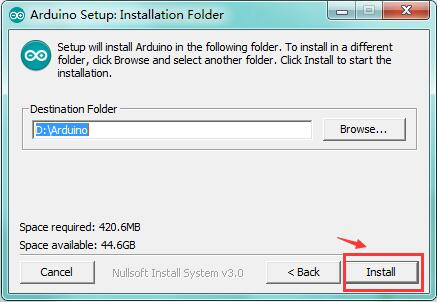 Arduino Setup: Installation Folder
Setup will install Arduino in the following folder. To install in a different
folder, click Browse and select another folder. Click Install to start the
installation.
Destination Folder
D:\Arduino
Browse...
Space required: 420.6MB
Space available: 44.6GB
Cancel
Nullsoft Install System v3.0
< Back
Install